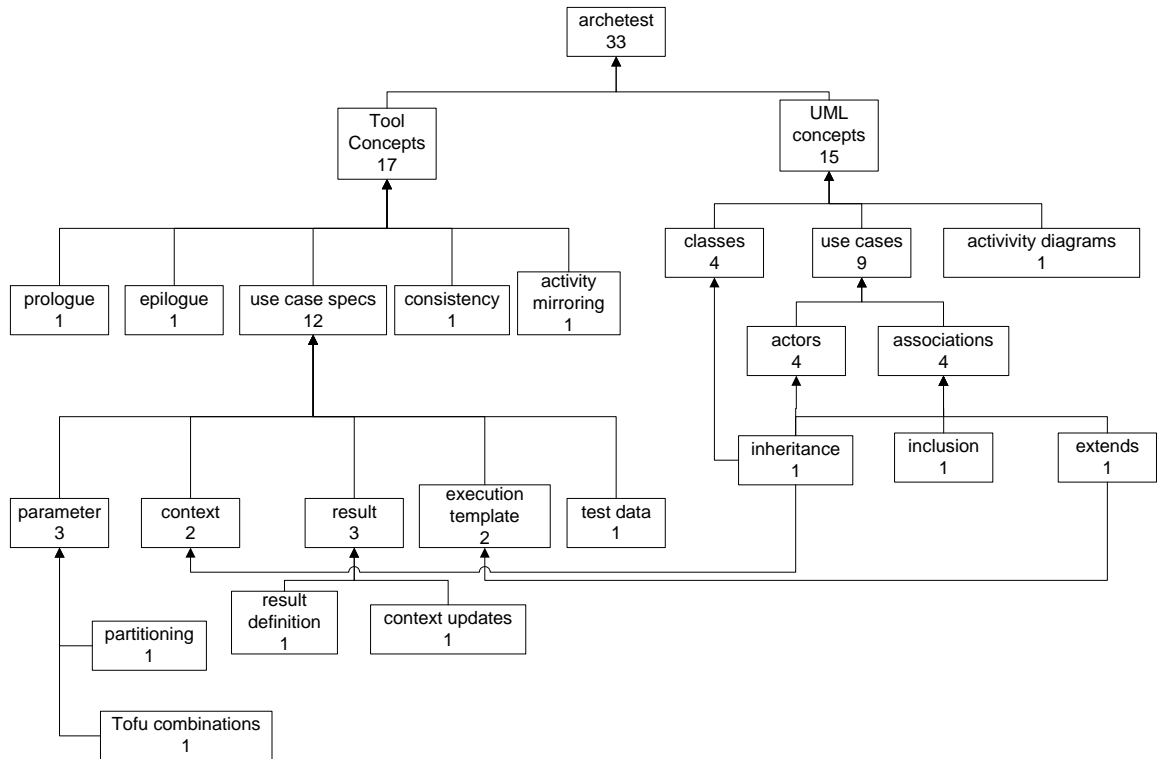 archetest
33
Tool
Concepts
17
UML
concepts
15
classes
4
use cases
9
activivity diagrams
1
prologue
1
epilogue
1
use case specs
12
consistency
1
activity
mirroring
1
actors
4
associations
4
inheritance
1
inclusion
1
extends
1
parameter
3
context
2
result
3
execution
template
2
test data
1
result
definition
1
context updates
1
partitioning
1
Tofu combinations
1